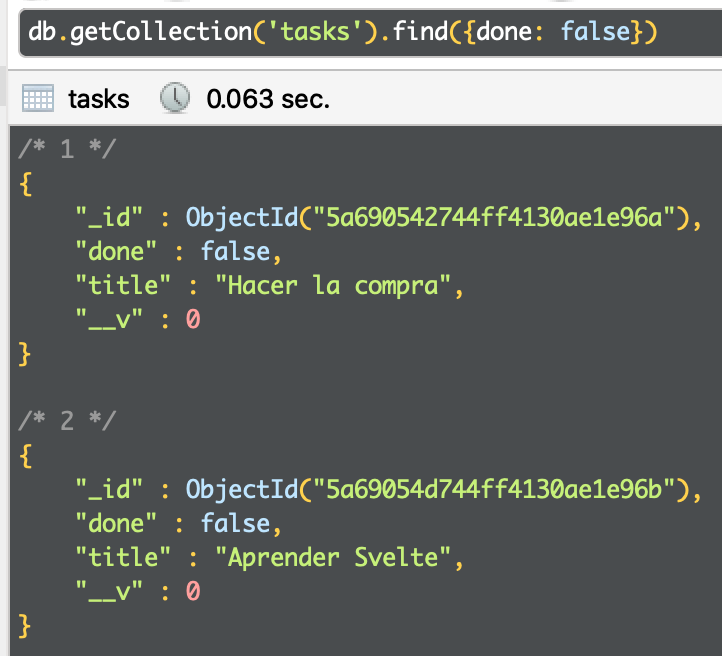 db.getCollection('tasks').find({done: false})
tasks 0.063 sec.
/* 1 */
{
    "_id" : ObjectId("5a690542744ff4130ae1e96a"),
    "done" : false,
    "title" : "Hacer la compra",
    "__v" : 0
}

/* 2 */
{
    "_id" : ObjectId("5a69054d744ff4130ae1e96b"),
    "done" : false,
    "title" : "Aprender Svelte",
    "__v" : 0
}